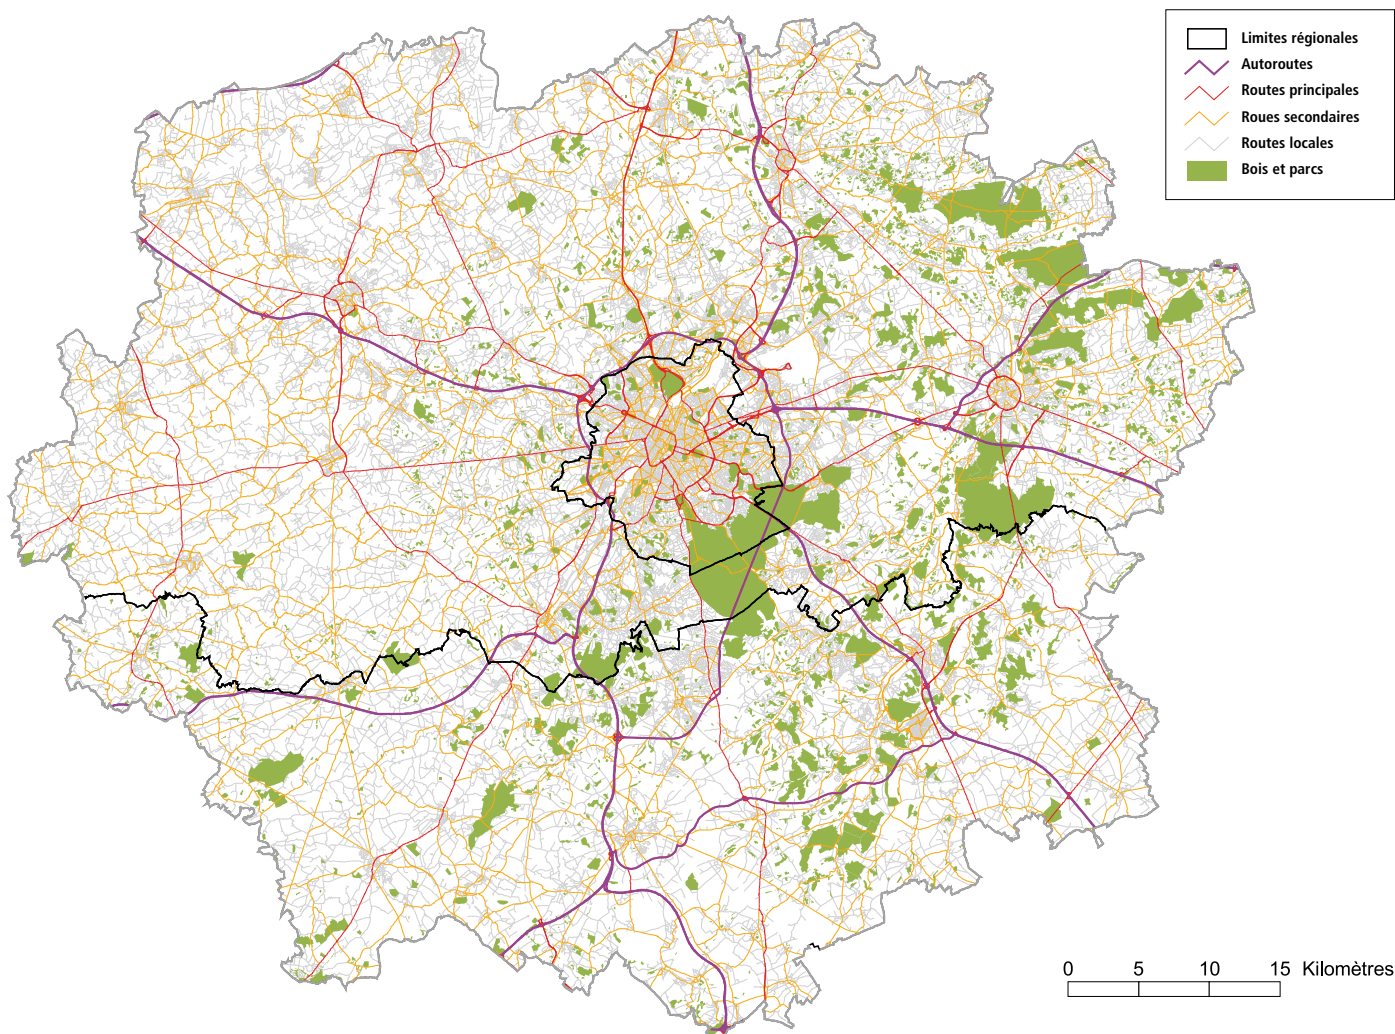 Limites régionales
Autoroutes
Routes principales
Roues secondaires
Routes locales
Bois et parcs
0 5 10 15 Kilomètres